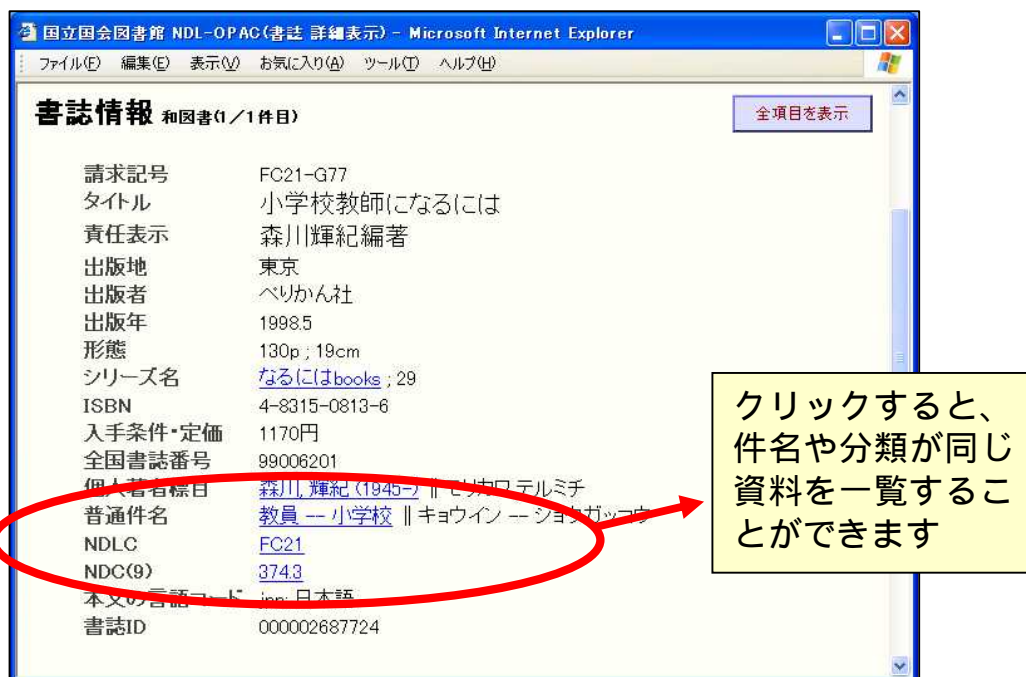 国立国会図書館 NDL-OPAC(書誌 詳細表示) - Microsoft Internet Explorer
ファイル(F) 編集(E) 表示(V) お気に入り(A) ツール(T) ヘルプ(H)
書誌情報 和図書(1/1件目)
全項目を表示
請求記号 FC21-G77
タイトル 小学校教師になるには
責任表示 森川輝紀編著
出版地 東京
出版者 ぺりかん社
出版年 1998.5
形態 130p ; 19cm
シリーズ名 なるにはbooks ; 29
ISBN 4-8315-0813-6
入手条件・定価 1170円
全国書誌番号 99006201
個人著者標目 森川, 輝紀 (1945-) ‖ モリカワ テルミチ
普通件名 教員 -- 小学校 ‖ キョウイン -- ショウガッコウ
NDLC FC21
NDC(9) 374.3
本文の言語コード jpn: 日本語
書誌ID 000002687724
クリックすると、
件名や分類が同じ
資料を一覧するこ
とができます